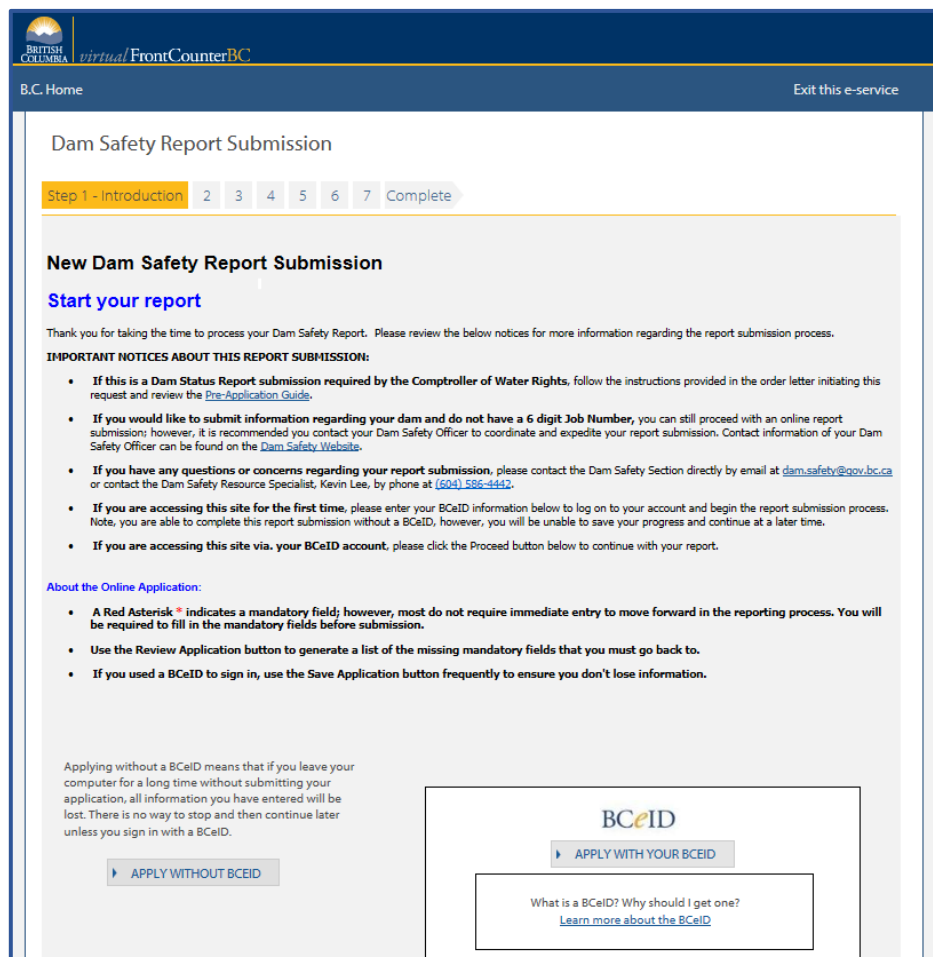 BRITISH
COLUMBIA
virtual FrontCounterBC
B.C. Home
Exit this e-service
Dam Safety Report Submission
Step 1 - Introduction 2 3 4 5 6 7 Complete
New Dam Safety Report Submission
Start your report
Thank you for taking the time to process your Dam Safety Report. Please review the below notices for more information regarding the report submission process.
IMPORTANT NOTICES ABOUT THIS REPORT SUBMISSION:
• If this is a Dam Status Report submission required by the Comptroller of Water Rights, follow the instructions provided in the order letter initiating this
request and review the Pre-Application Guide.
• If you would like to submit information regarding your dam and do not have a 6 digit Job Number, you can still proceed with an online report
submission; however, it is recommended you contact your Dam Safety Officer to coordinate and expedite your report submission. Contact information of your Dam
Safety Officer can be found on the Dam Safety Website.
• If you have any questions or concerns regarding your report submission, please contact the Dam Safety Section directly by email at dam.safety@gov.bc.ca
or contact the Dam Safety Resource Specialist, Kevin Lee, by phone at (604) 586-4442.
• If you are accessing this site for the first time, please enter your BCeID information below to log on to your account and begin the report submission process.
Note, you are able to complete this report submission without a BCeID, however, you will be unable to save your progress and continue at a later time.
• If you are accessing this site via. your BCeID account, please click the Proceed button below to continue with your report.
About the Online Application:
• A Red Asterisk * indicates a mandatory field; however, most do not require immediate entry to move forward in the reporting process. You will
be required to fill in the mandatory fields before submission.
• Use the Review Application button to generate a list of the missing mandatory fields that you must go back to.
• If you used a BCeID to sign in, use the Save Application button frequently to ensure you don't lose information.
Applying without a BCeID means that if you leave your
computer for a long time without submitting your
application, all information you have entered will be
lost. There is no way to stop and then continue later
unless you sign in with a BCeID.
APPLY WITHOUT BCEID
BCeID
APPLY WITH YOUR BCEID
What is a BCeID? Why should I get one?
Learn more about the BCeID